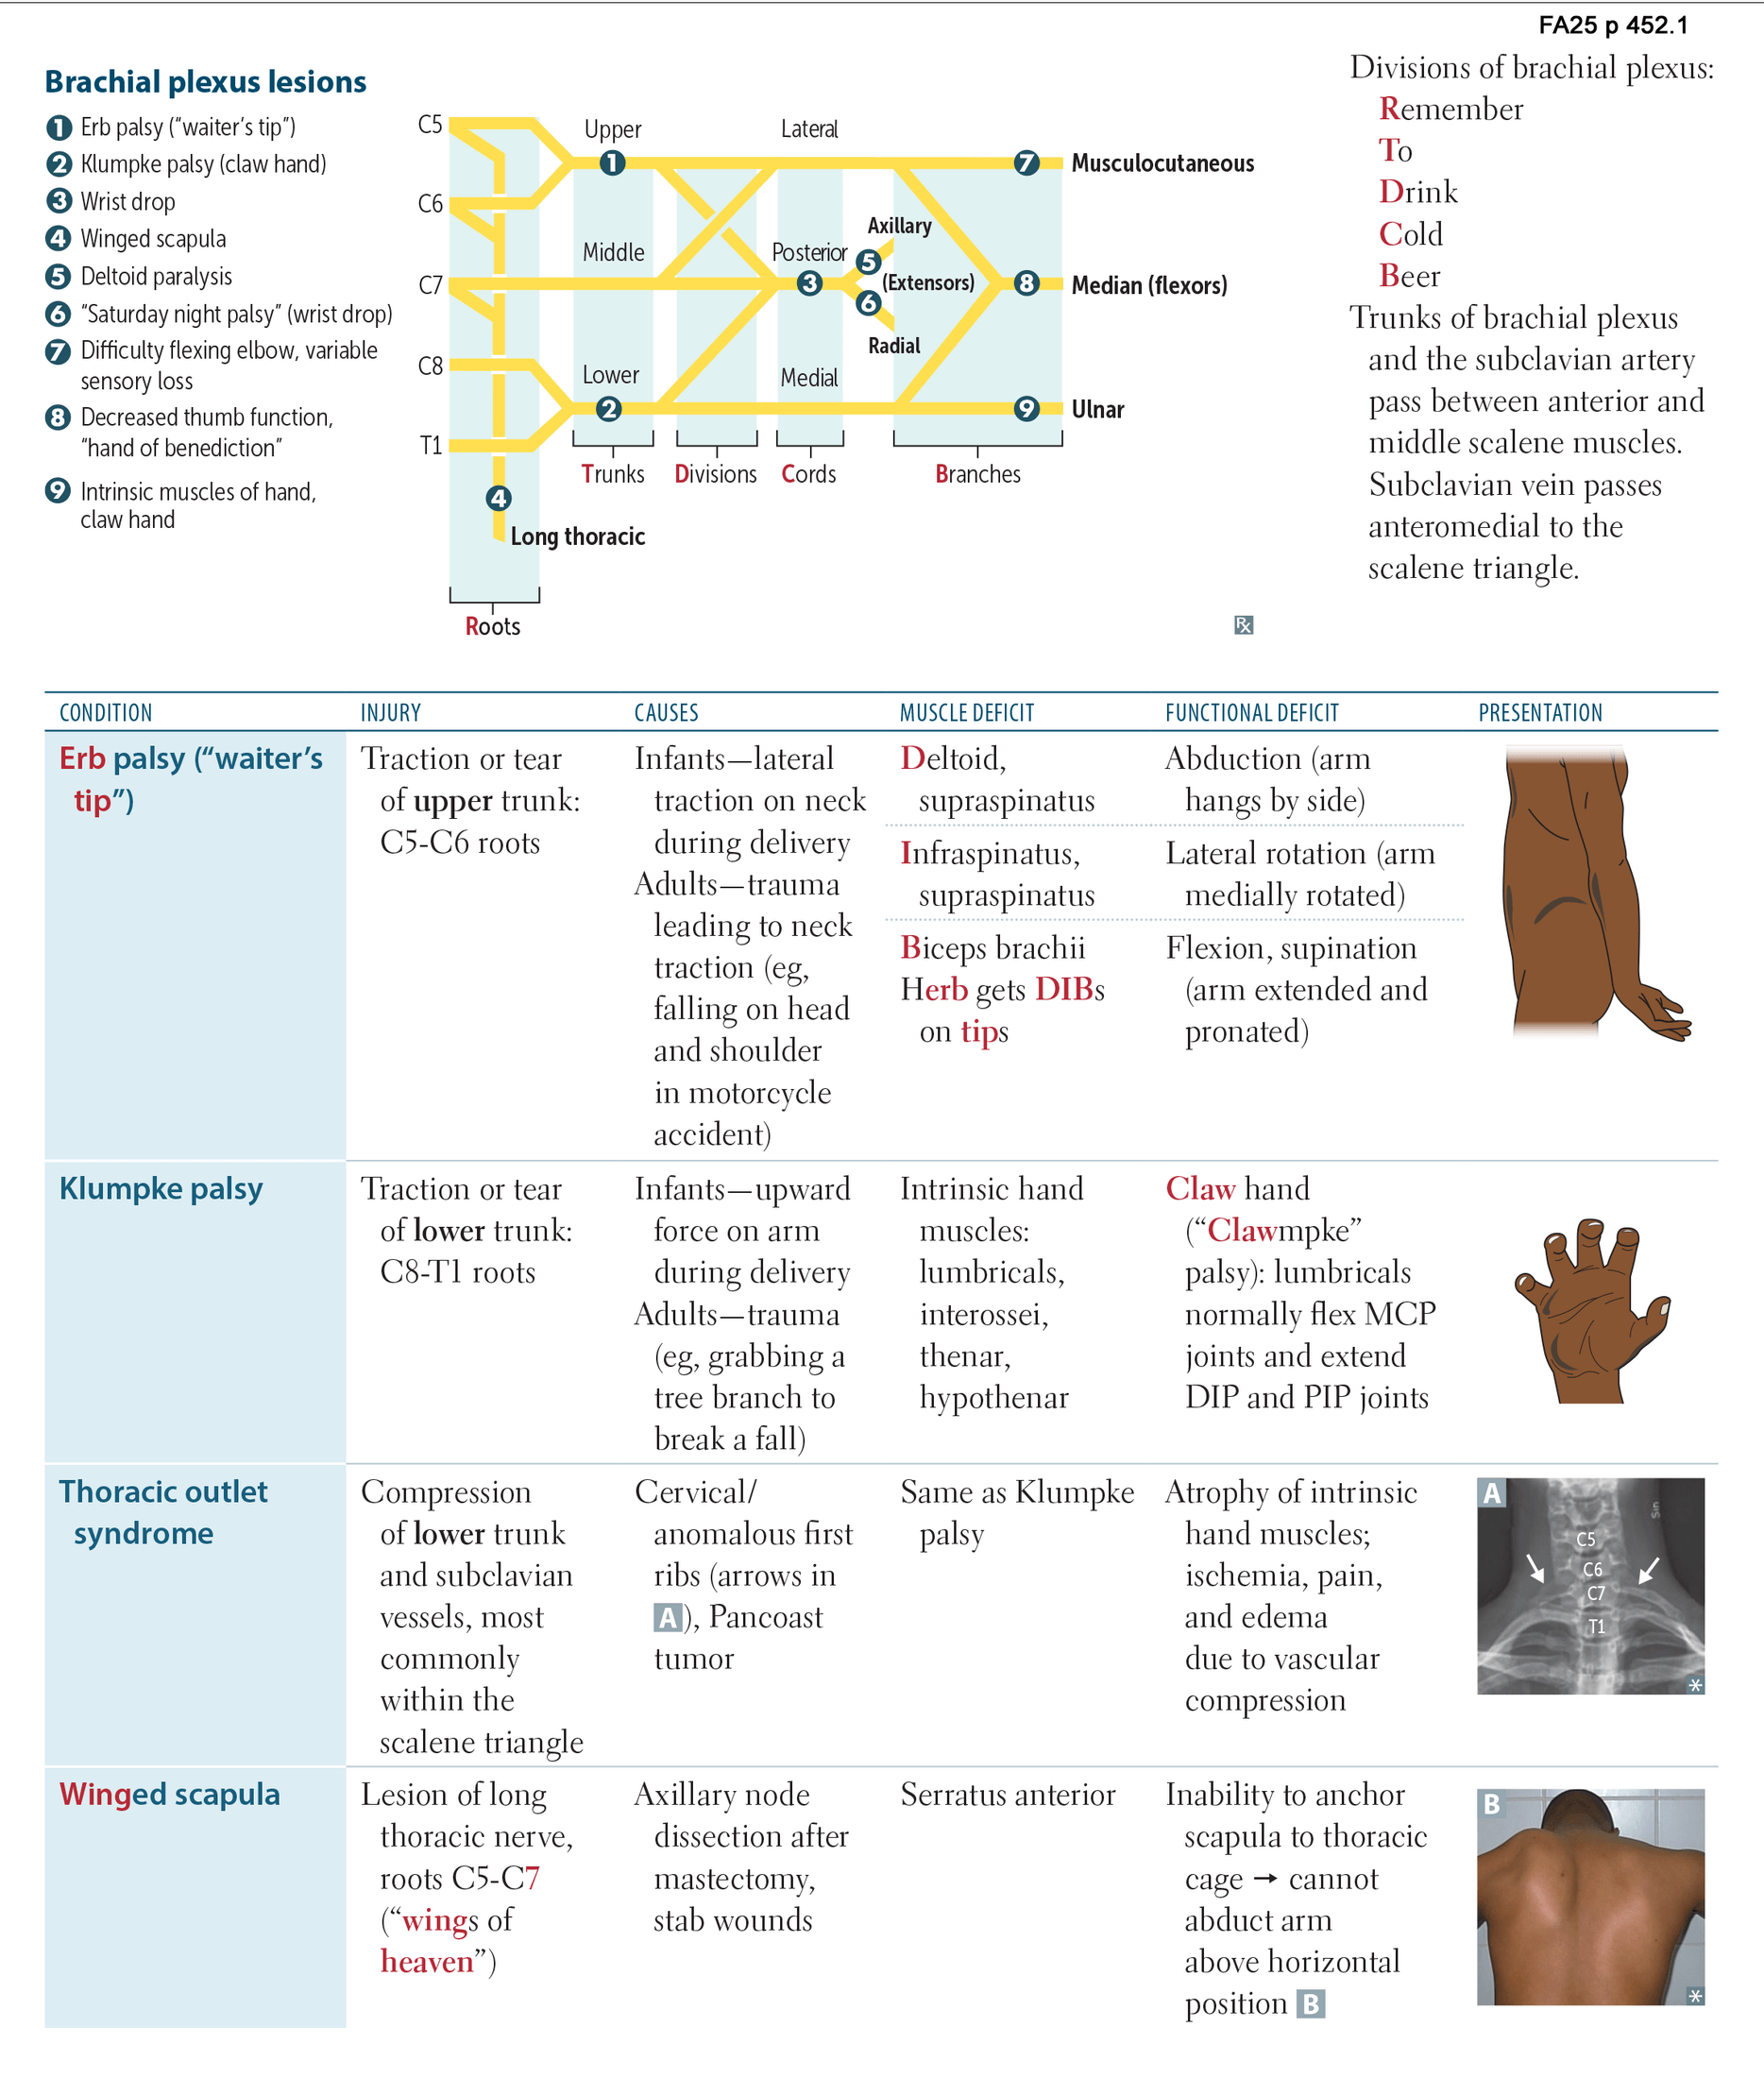 FA25 p 452.1
Brachial plexus lesions
1 Erb palsy (“waiter’s tip”)
2 Klumpke palsy (claw hand)
3 Wrist drop
4 Winged scapula
5 Deltoid paralysis
6 “Saturday night palsy” (wrist drop)
7 Difficulty flexing elbow, variable
sensory loss
8 Decreased thumb function,
“hand of benediction”
9 Intrinsic muscles of hand,
claw hand
C5
C6
C7
C8
T1
Upper
Middle
Lower
Lateral
Posterior
Medial
1
2
3
4
5
6
7
8
9
Axillary
(Extensors)
Radial
Musculocutaneous
Median (flexors)
Ulnar
Long thoracic
Roots
Trunks
Divisions
Cords
Branches
Rx
Divisions of brachial plexus:
Remember
To
Drink
Cold
Beer
Trunks of brachial plexus
and the subclavian artery
pass between anterior and
middle scalene muscles.
Subclavian vein passes
anteromedial to the
scalene triangle.
CONDITION INJURY CAUSES MUSCLE DEFICIT FUNCTIONAL DEFICIT PRESENTATION
Erb palsy (“waiter’s
tip”)
Traction or tear
of upper trunk:
C5-C6 roots
Infants—lateral
traction on neck
during delivery
Adults—trauma
leading to neck
traction (eg,
falling on head
and shoulder
in motorcycle
accident)
Deltoid,
supraspinatus
Abduction (arm
hangs by side)
Infraspinatus,
supraspinatus
Lateral rotation (arm
medially rotated)
Biceps brachii
Herb gets DIBs
on tips
Flexion, supination
(arm extended and
pronated)
Klumpke palsy
Traction or tear
of lower trunk:
C8-T1 roots
Infants—upward
force on arm
during delivery
Adults—trauma
(eg, grabbing a
tree branch to
break a fall)
Intrinsic hand
muscles:
lumbricals,
interossei,
thenar,
hypothenar
Claw hand
(“Clawmpke”
palsy): lumbricals
normally flex MCP
joints and extend
DIP and PIP joints
Thoracic outlet
syndrome
Compression
of lower trunk
and subclavian
vessels, most
commonly
within the
scalene triangle
Cervical/
anomalous first
ribs (arrows in
A), Pancoast
tumor
Same as Klumpke
palsy
Atrophy of intrinsic
hand muscles;
ischemia, pain,
and edema
due to vascular
compression
A
Sin
C5
C6
C7
T1
*
Winged scapula
Lesion of long
thoracic nerve,
roots C5-C7
(“wings of
heaven”)
Axillary node
dissection after
mastectomy,
stab wounds
Serratus anterior
Inability to anchor
scapula to thoracic
cage → cannot
abduct arm
above horizontal
position B
B
*